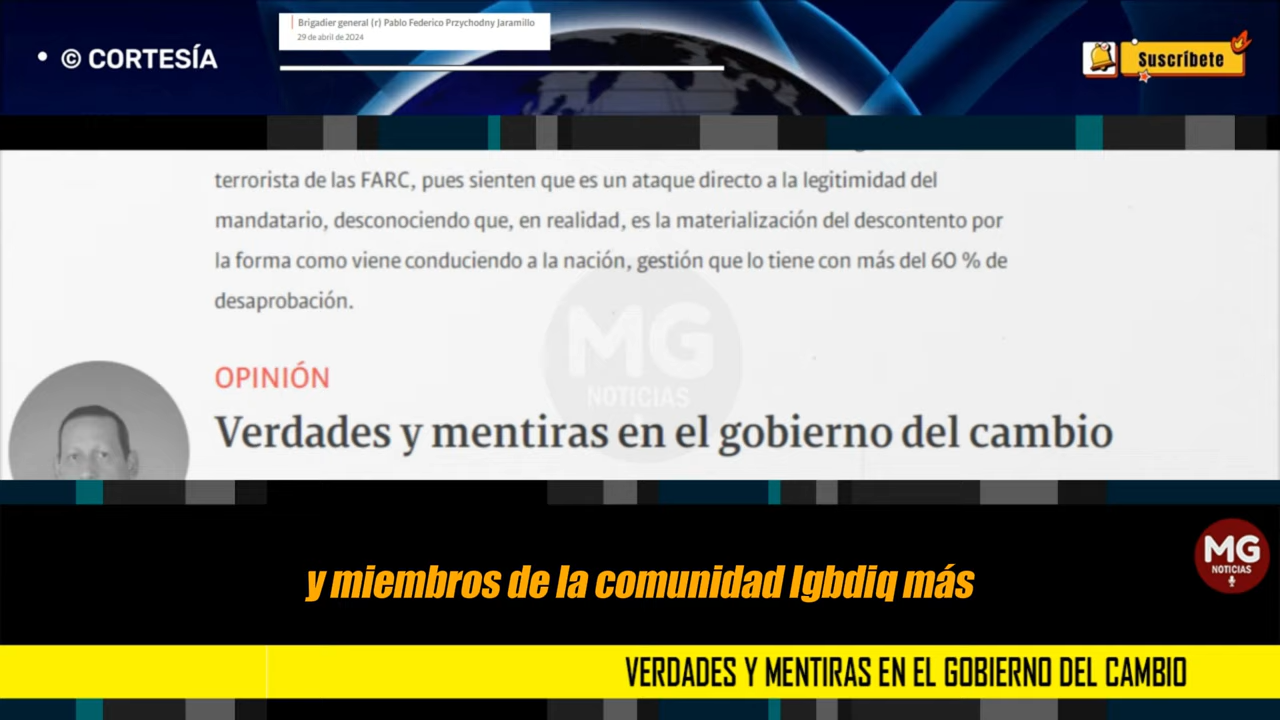 Brigadier general (r) Pablo Federico Przychodny Jaramillo
29 de abril de 2024
• © CORTESÍA
Suscríbete
terrorista de las FARC, pues sienten que es un ataque directo a la legitimidad del
mandatario, desconociendo que, en realidad, es la materialización del descontento por
la forma como viene conduciendo a la nación, gestión que lo tiene con más del 60 % de
desaprobación.
MG
NOTICIAS
OPINIÓN
Verdades y mentiras en el gobierno del cambio
MG
NOTICIAS
y miembros de la comunidad lgbdiq más
VERDADES Y MENTIRAS EN EL GOBIERNO DEL CAMBIO